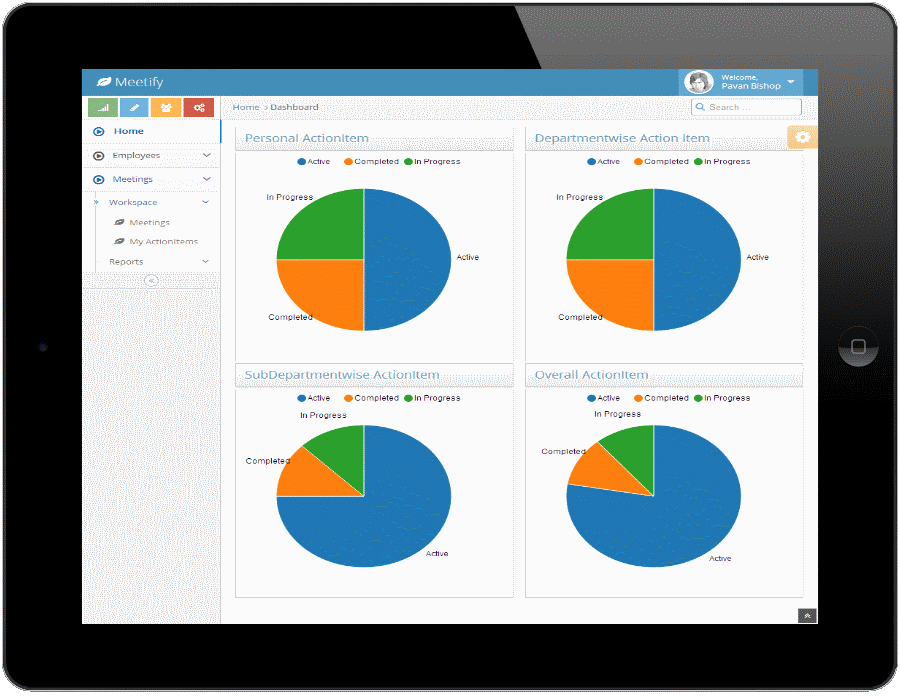 Meetify
Welcome,
Pavan Bishop
Home > Dashboard
Search ...
Home
Employees
Meetings
Workspace
Meetings
My ActionItems
Reports
Personal ActionItem
Active Completed In Progress
In Progress
Active
Completed
Departmentwise Action Item
Active Completed In Progress
In Progress
Active
Completed
SubDepartmentwise ActionItem
Active Completed In Progress
In Progress
Completed
Active
Overall ActionItem
Active Completed In Progress
In Progress
Completed
Active